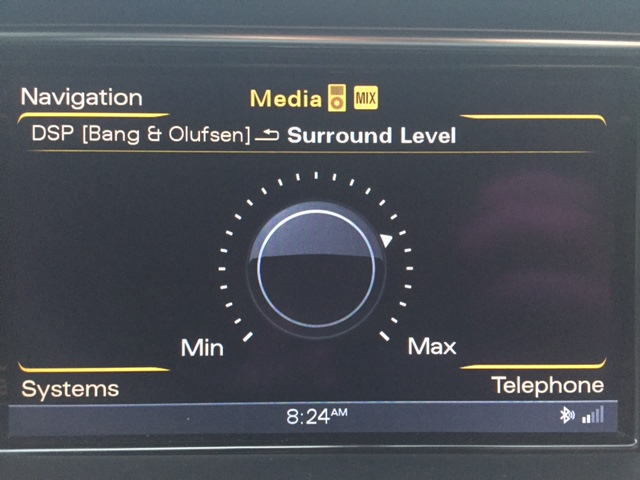 Navigation
Media MIX
DSP [Bang & Olufsen] Surround Level
Min
Max
Systems
Telephone
8:24AM